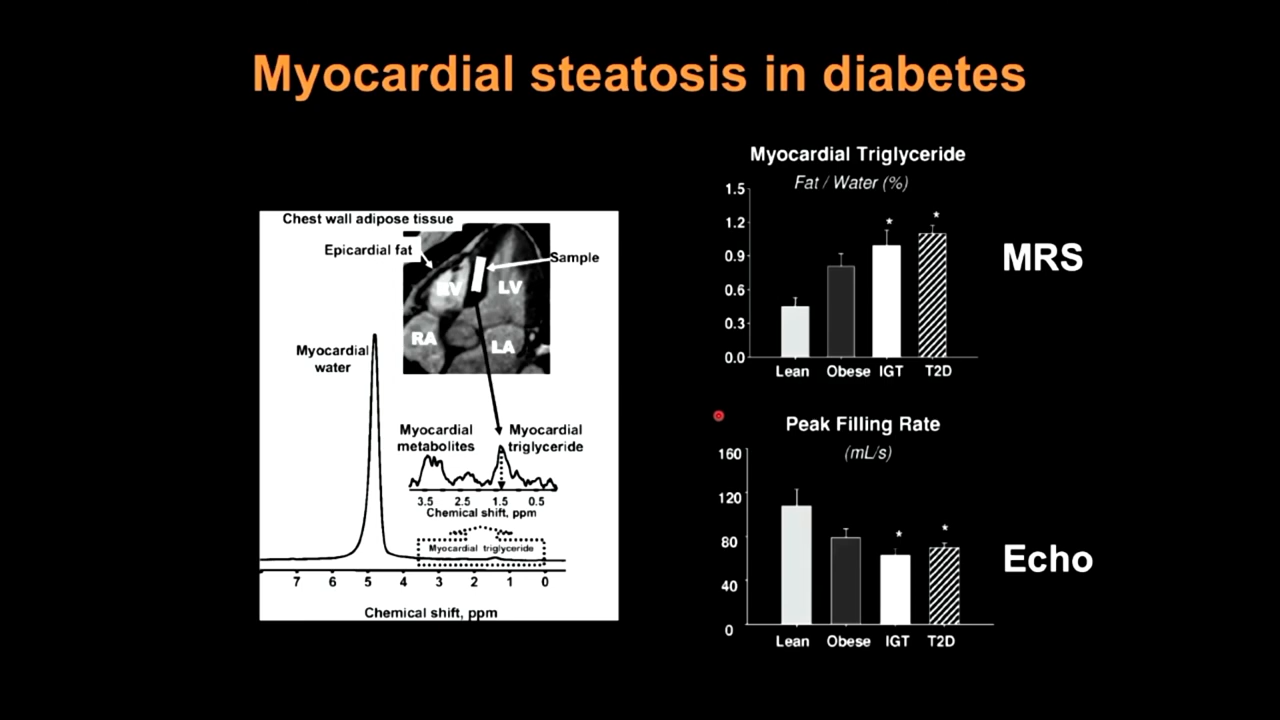 Myocardial steatosis in diabetes
Chest wall adipose tissue
Epicardial fat
Sample
RV
LV
RA
LA
Myocardial
water
Myocardial
metabolites
Myocardial
triglyceride
3.5 2.5 1.5 0.5
Chemical shift, ppm
Myocardial triglyceride
7 6 5 4 3 2 1 0
Chemical shift, ppm
Myocardial Triglyceride
Fat / Water (%)
1.5
1.2
0.9
0.6
0.3
0.0
* *
Lean Obese IGT T2D
MRS
Peak Filling Rate
(mL/s)
160
120
80
40
0
* *
Lean Obese IGT T2D
Echo